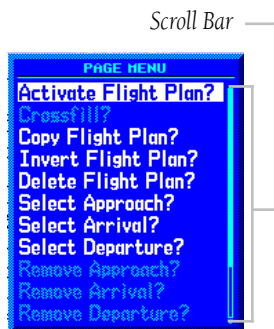 Scroll Bar
PAGE MENU
Activate Flight Plan?
Crossfill?
Copy Flight Plan?
Invert Flight Plan?
Delete Flight Plan?
Select Approach?
Select Arrival?
Select Departure?
Remove Approach?
Remove Arrival?
Remove Departure?